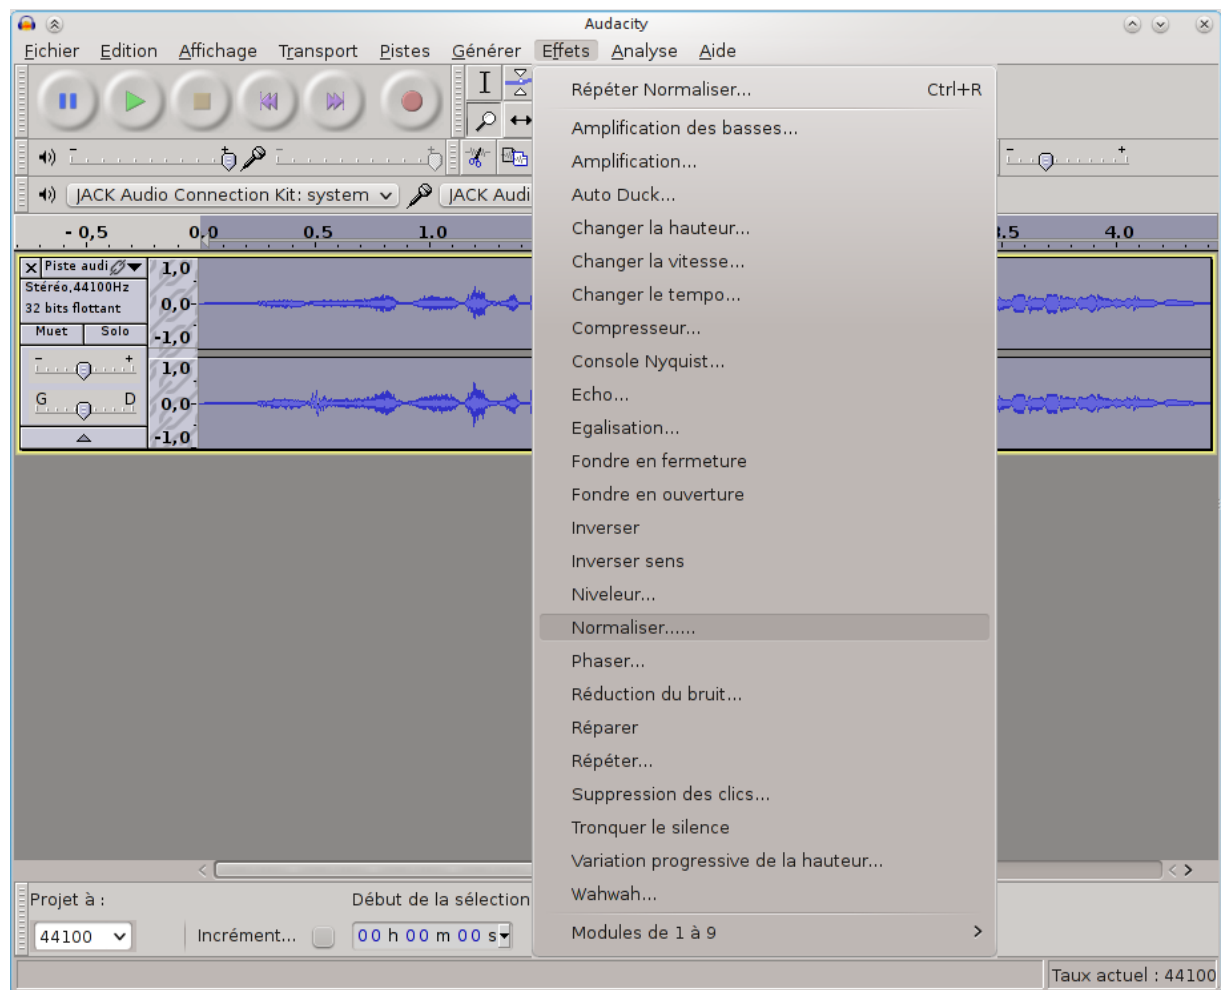 Audacity
Fichier Edition Affichage Transport Pistes Générer Effets Analyse Aide
Répéter Normaliser... Ctrl+R
Amplification des basses...
Amplification...
Auto Duck...
Changer la hauteur...
Changer la vitesse...
Changer le tempo...
Compresseur...
Console Nyquist...
Echo...
Egalisation...
Fondre en fermeture
Fondre en ouverture
Inverser
Inverser sens
Niveleur...
Normaliser......
Phaser...
Réduction du bruit...
Réparer
Répéter...
Suppression des clics...
Tronquer le silence
Variation progressive de la hauteur...
Wahwah...
Modules de 1 à 9
- +
- +
JACK Audio Connection Kit: system JACK Audi
- 0,5 0,0 0.5 1.0 3.5 4.0
Piste audi
Stéréo,44100Hz
32 bits flottant
Muet Solo
- +
G D
1,0
0,0
-1,0
1,0
0,0
-1,0
Projet à : Début de la sélection
44100 Incrément... 00 h 00 m 00 s
Taux actuel : 44100